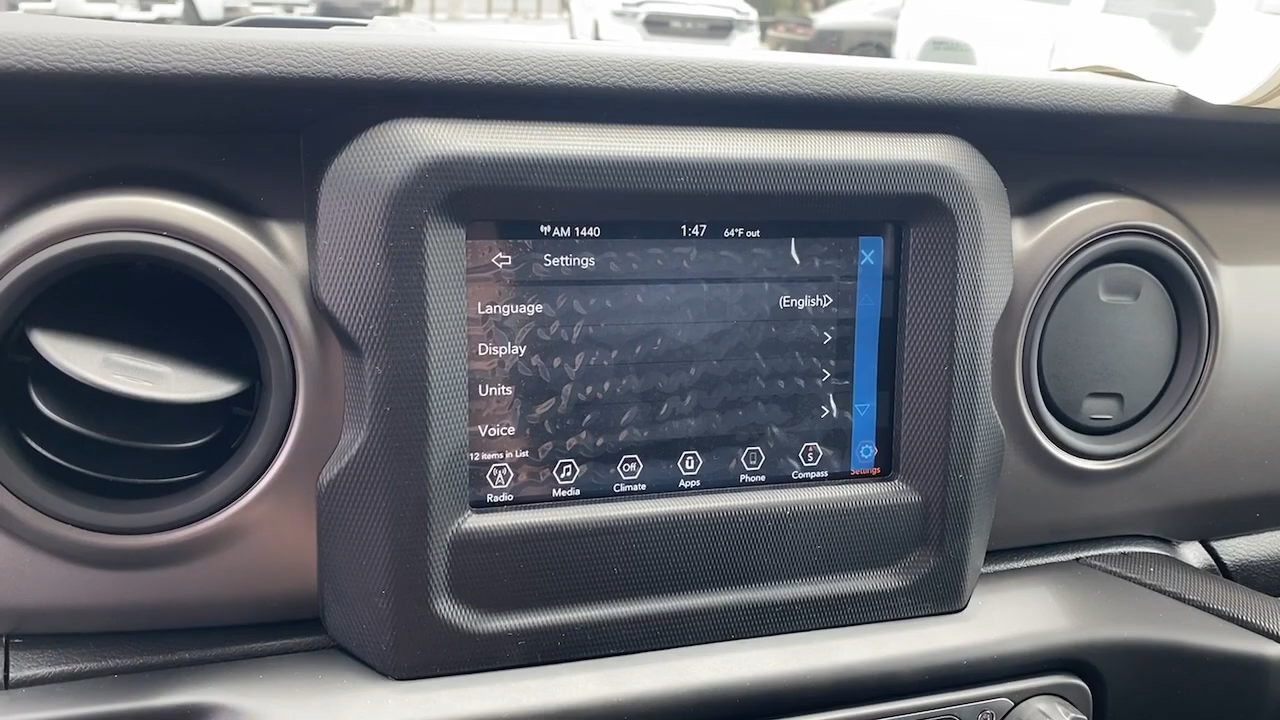 AM 1440 1:47 64°F out
Settings
Language (English)
Display
Units
Voice
12 items in List
Radio Media Off Climate Apps Phone S Compass Settings